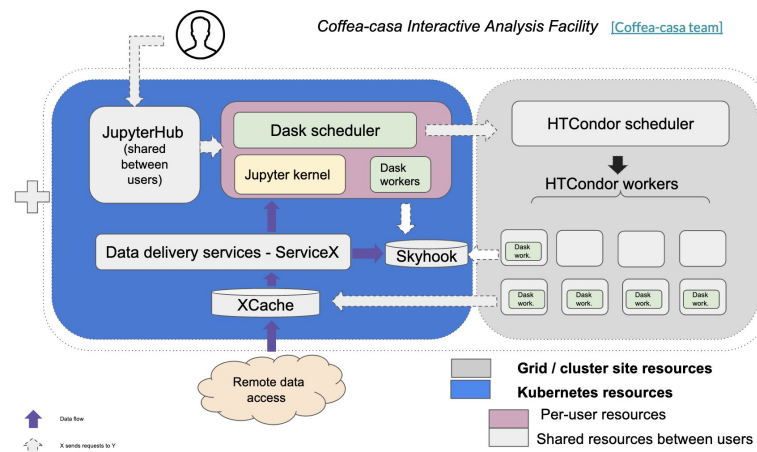 Coffea-casa Interactive Analysis Facility [Coffea-casa team]
JupyterHub
(shared
between
users)
Dask scheduler
Jupyter kernel
Dask
workers
HTCondor scheduler
HTCondor workers
Data delivery services - ServiceX
Skyhook
XCache
Dask
work.
Dask
work.
Dask
work.
Dask
work.
Dask
work.
Remote data
access
Grid / cluster site resources
Kubernetes resources
Per-user resources
Shared resources between users
Data flow
X sends requests to Y